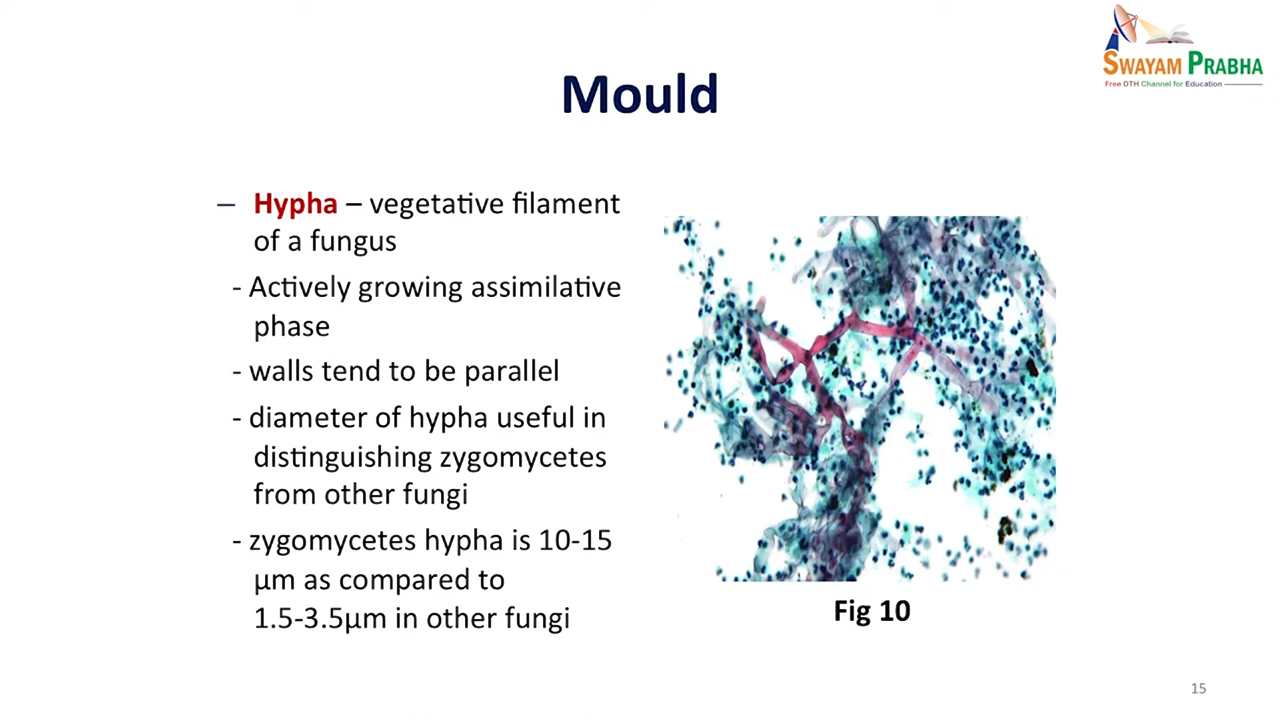 SWAYAM PRABHA
Free DTH Channel for Education
Mould
– Hypha – vegetative filament
of a fungus
- Actively growing assimilative
phase
- walls tend to be parallel
- diameter of hypha useful in
distinguishing zygomycetes
from other fungi
- zygomycetes hypha is 10-15
µm as compared to
1.5-3.5µm in other fungi
Fig 10
15